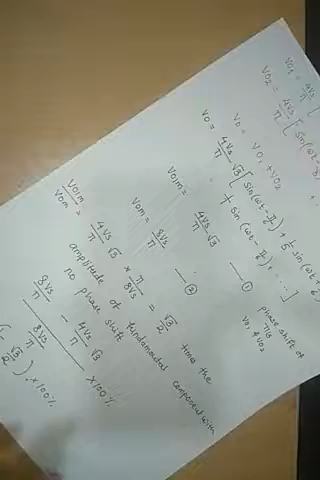 Vo1 = 4Vs/π [
Vo2 = 4Vs/π [ sin(ωt -
Vo = Vo1 + Vo2
Vo = 4Vs/π √3 [ sin(ωt - π/6) + 1/5 sin(ωt +
1/7 sin(ωt - π/6) + .... ]
phase shift of
Vo1 & Vo2
Vo1m = 4Vs/π √3 — ①
Vom = 8Vs/π — ②
Vo1m/Vom = 4Vs/π √3 × π/8Vs = √3/2 times the
amplitude of fundamental component with
no phase shift
8Vs/π - 4Vs/π √3
8Vs/π
× 100 %
√3/2 ) × 100 %